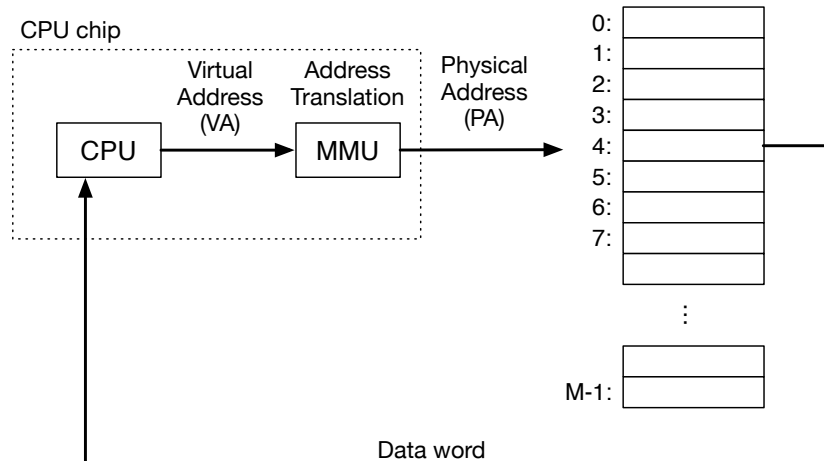 CPU chip
Virtual
Address
(VA)
Address
Translation
Physical
Address
(PA)
CPU
MMU
0:
1:
2:
3:
4:
5:
6:
7:
⋮
M-1:
Data word